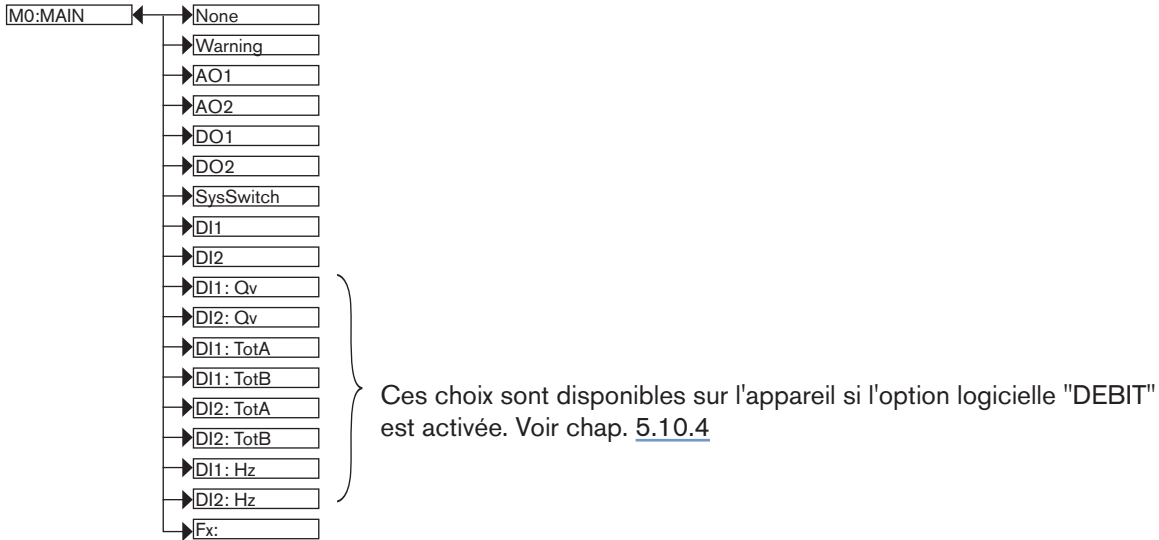 M0:MAIN
None
Warning
AO1
AO2
DO1
DO2
SysSwitch
DI1
DI2
DI1: Qv
DI2: Qv
DI1: TotA
DI1: TotB
DI2: TotA
DI2: TotB
DI1: Hz
DI2: Hz
Fx:
Ces choix sont disponibles sur l'appareil si l'option logicielle "DEBIT"
est activée. Voir chap. 5.10.4